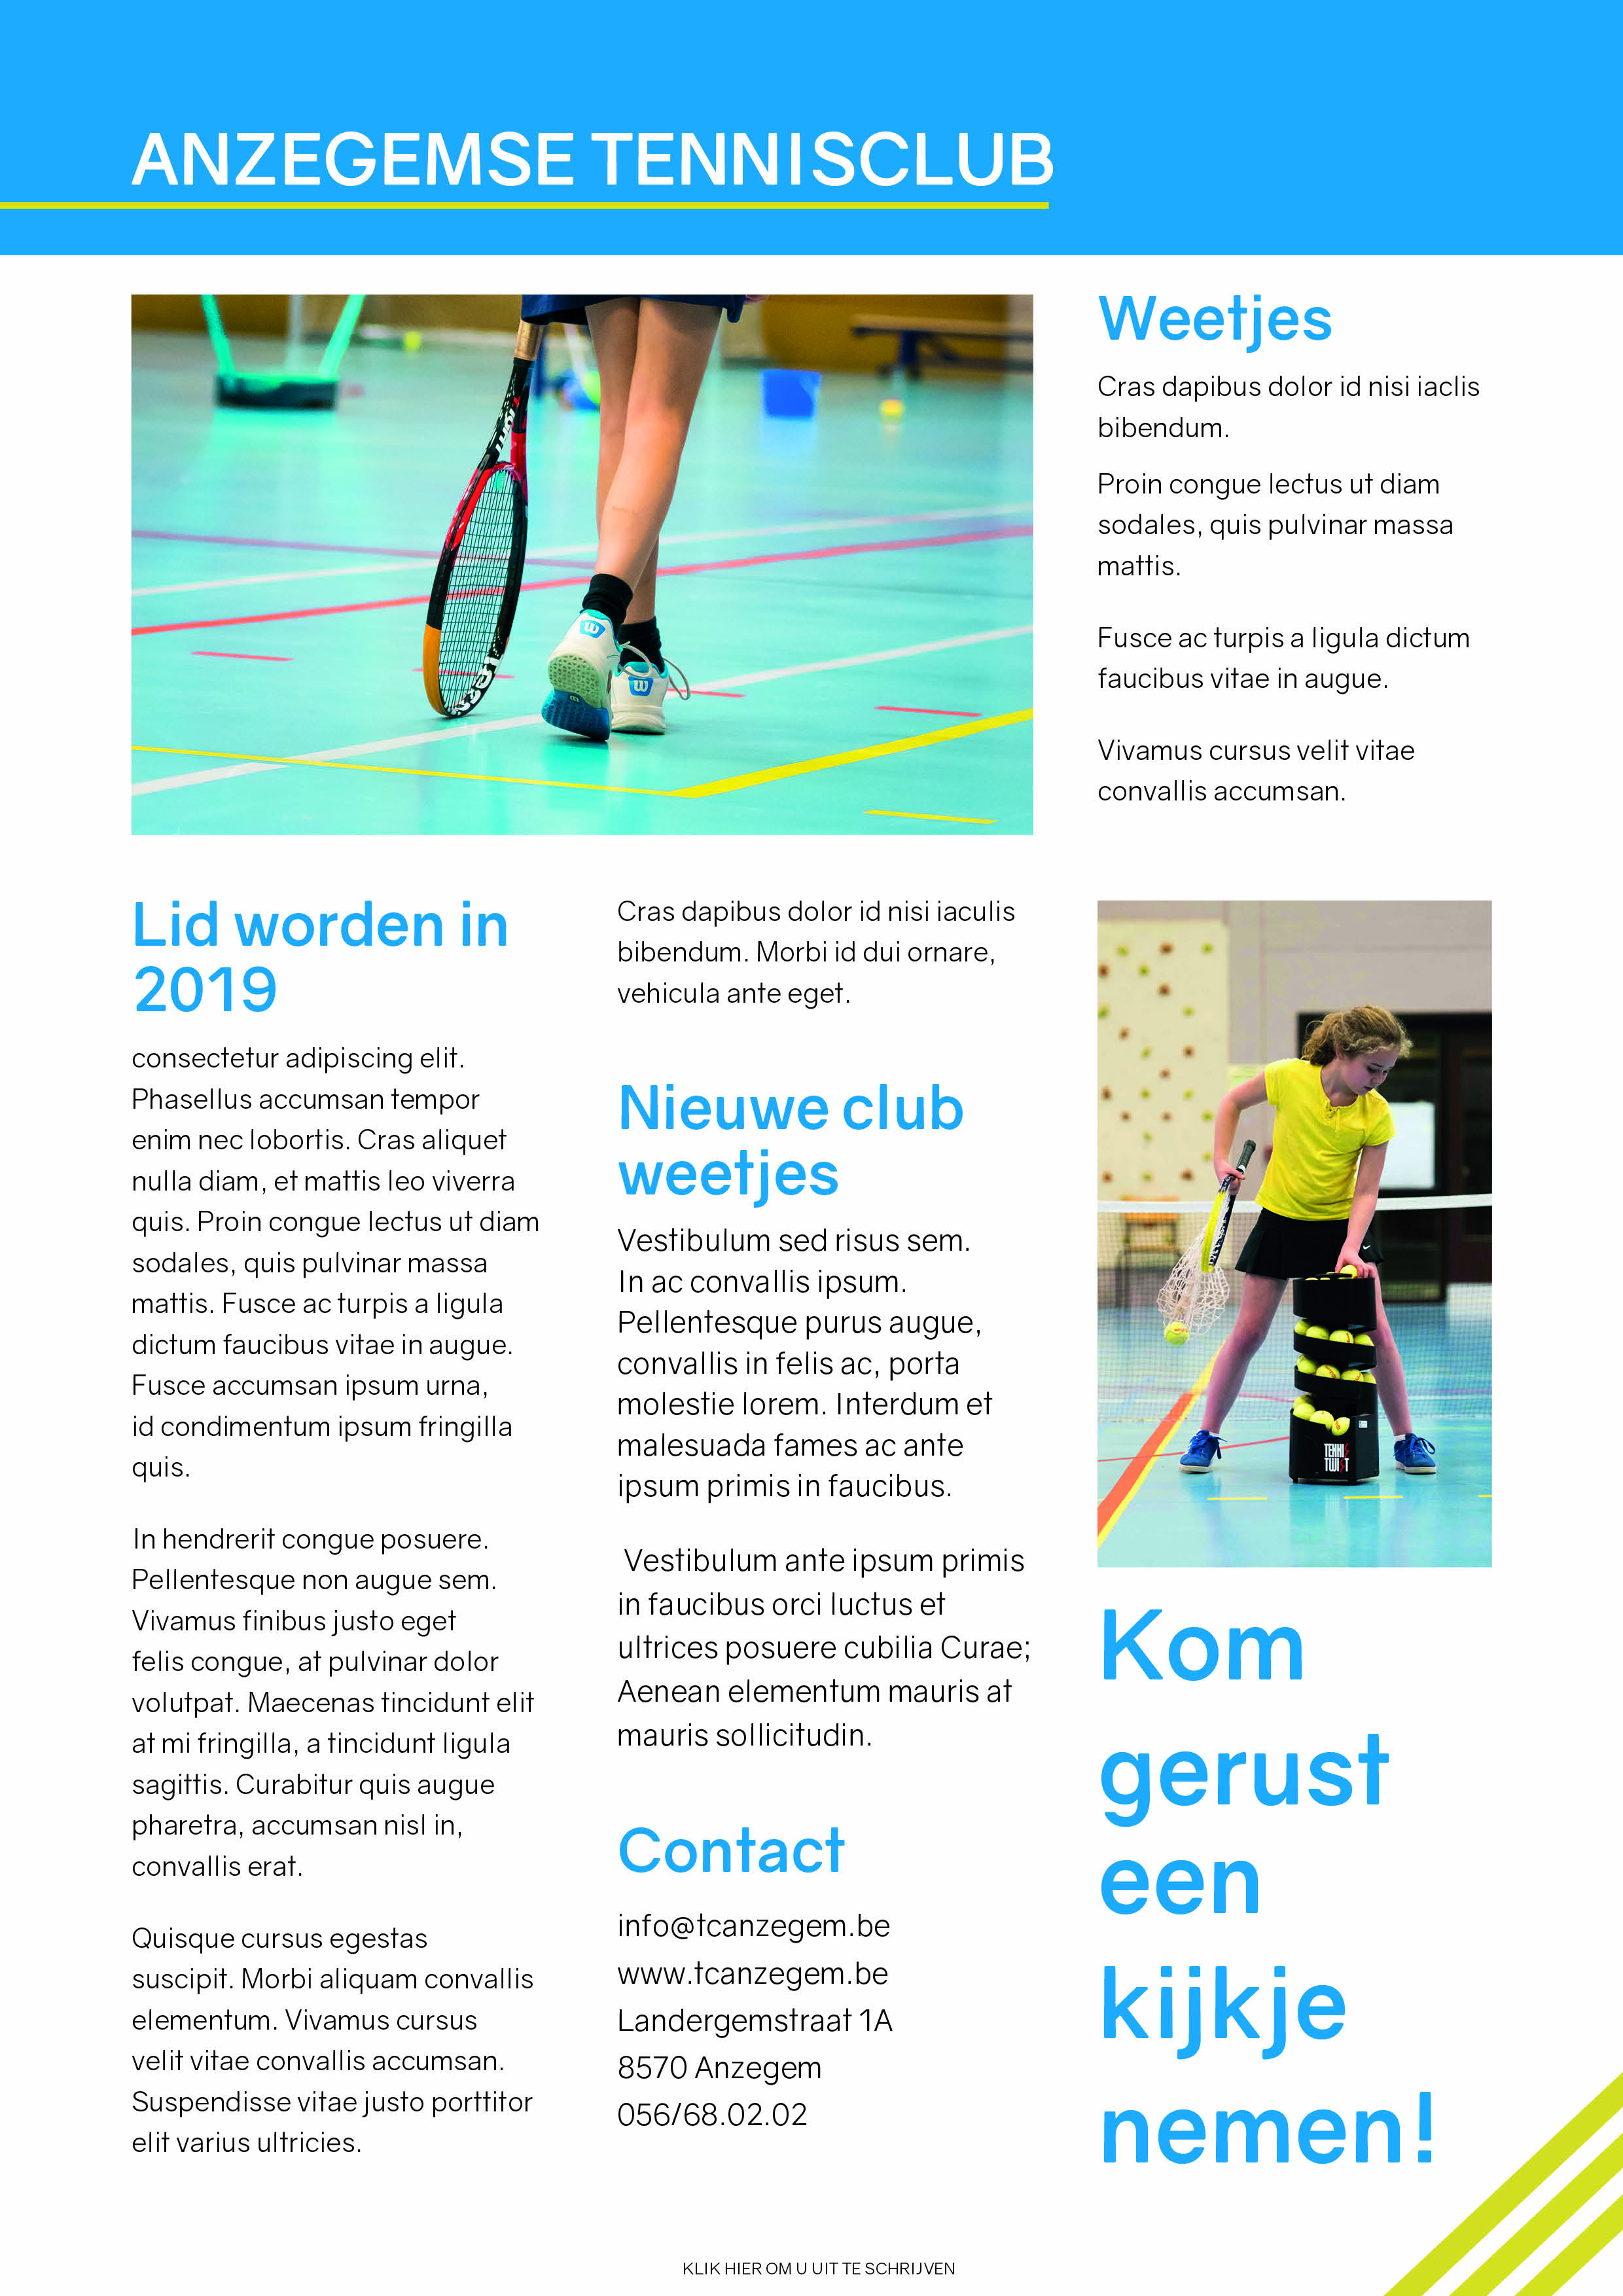 ANZEGEMSE TENNISCLUB
Weetjes
Cras dapibus dolor id nisi iaclis
bibendum.
Proin congue lectus ut diam
sodales, quis pulvinar massa
mattis.
Fusce ac turpis a ligula dictum
faucibus vitae in augue.
Vivamus cursus velit vitae
convallis accumsan.
Lid worden in
2019
consectetur adipiscing elit.
Phasellus accumsan tempor
enim nec lobortis. Cras aliquet
nulla diam, et mattis leo viverra
quis. Proin congue lectus ut diam
sodales, quis pulvinar massa
mattis. Fusce ac turpis a ligula
dictum faucibus vitae in augue.
Fusce accumsan ipsum urna,
id condimentum ipsum fringilla
quis.
In hendrerit congue posuere.
Pellentesque non augue sem.
Vivamus finibus justo eget
felis congue, at pulvinar dolor
volutpat. Maecenas tincidunt elit
at mi fringilla, a tincidunt ligula
sagittis. Curabitur quis augue
pharetra, accumsan nisl in,
convallis erat.
Quisque cursus egestas
suscipit. Morbi aliquam convallis
elementum. Vivamus cursus
velit vitae convallis accumsan.
Suspendisse vitae justo porttitor
elit varius ultricies.
Cras dapibus dolor id nisi iaculis
bibendum. Morbi id dui ornare,
vehicula ante eget.
Nieuwe club
weetjes
Vestibulum sed risus sem.
In ac convallis ipsum.
Pellentesque purus augue,
convallis in felis ac, porta
molestie lorem. Interdum et
malesuada fames ac ante
ipsum primis in faucibus.
Vestibulum ante ipsum primis
in faucibus orci luctus et
ultrices posuere cubilia Curae;
Aenean elementum mauris at
mauris sollicitudin.
Contact
info@tcanzegem.be
www.tcanzegem.be
Landergemstraat 1A
8570 Anzegem
056/68.02.02
TENNIS
TWIST
Kom
gerust
een
kijkje
nemen!
KLIK HIER OM U UIT TE SCHRIJVEN